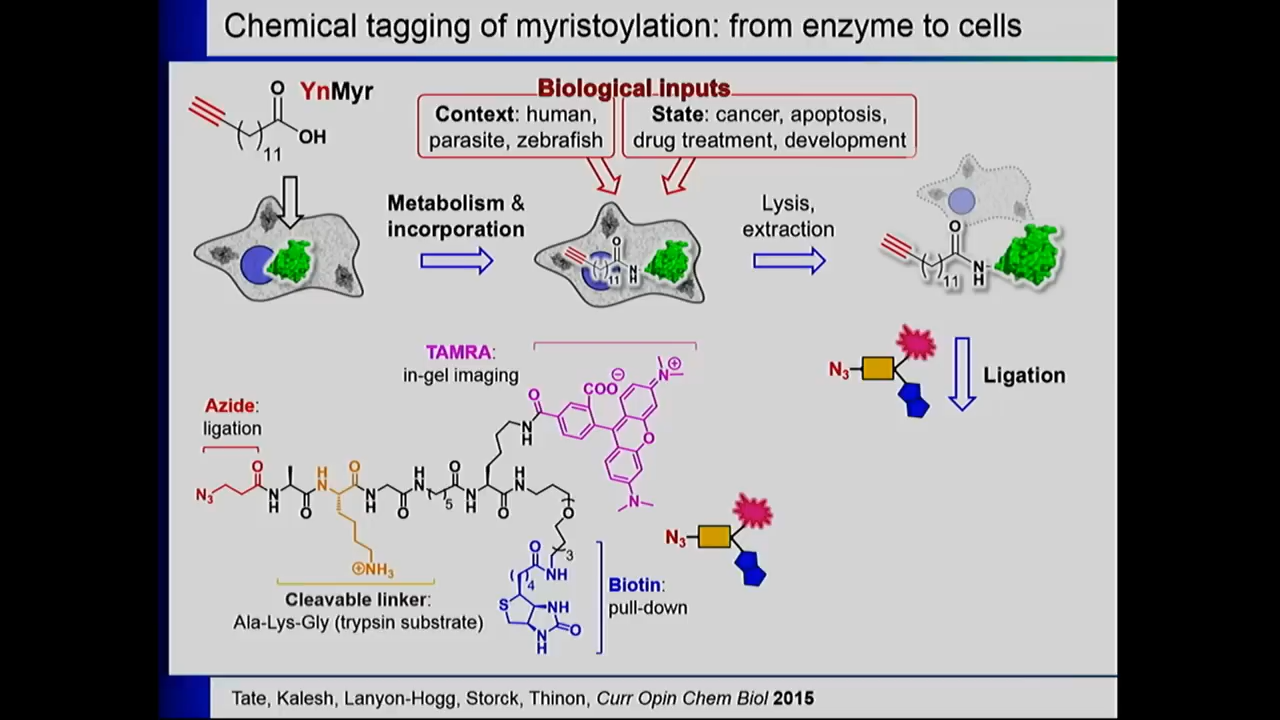 Chemical tagging of myristoylation: from enzyme to cells
YnMyr
O
OH
11
Biological inputs
Context: human,
parasite, zebrafish
State: cancer, apoptosis,
drug treatment, development
Metabolism &
incorporation
O
11
N
H
Lysis,
extraction
O
11
N
H
N3
Ligation
TAMRA:
in-gel imaging
Azide:
ligation
N3
O
N
H
O
H
N
O
N
H
O
H
N
5
O
N
H
O
H
N
O
NH
O
COO
N
O
N
O
3
O
NH
4
S
NH
O
N
H
NH3
Cleavable linker:
Ala-Lys-Gly (trypsin substrate)
Biotin:
pull-down
N3
Tate, Kalesh, Lanyon-Hogg, Storck, Thinon, Curr Opin Chem Biol 2015